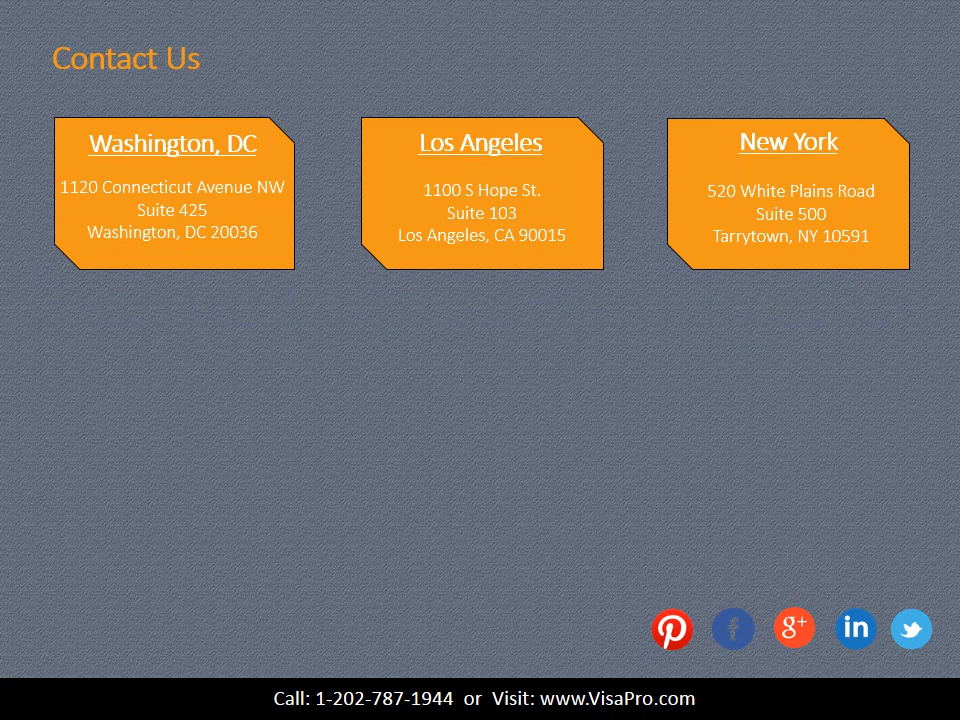 Contact Us
Washington, DC
1120 Connecticut Avenue NW
Suite 425
Washington, DC 20036
Los Angeles
1100 S Hope St.
Suite 103
Los Angeles, CA 90015
New York
520 White Plains Road
Suite 500
Tarrytown, NY 10591
f g+ in
Call: 1-202-787-1944 or Visit: www.VisaPro.com